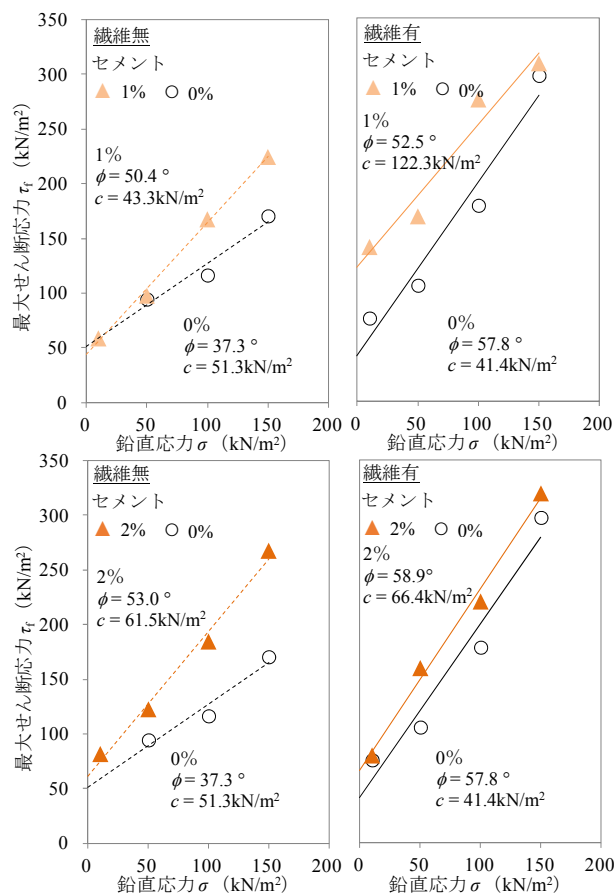 繊維無
セメント
1% 0%
1%
ϕ = 50.4 °
c = 43.3kN/m²
0%
ϕ = 37.3 °
c = 51.3kN/m²
350
300
250
200
150
100
50
0
0 50 100 150 200
鉛直応力σ（kN/m²）
最大せん断応力τf（kN/m²）
繊維有
セメント
1% 0%
1%
ϕ = 52.5 °
c = 122.3kN/m²
0%
ϕ = 57.8 °
c = 41.4kN/m²
0 50 100 150 200
鉛直応力σ（kN/m²）
繊維無
セメント
2% 0%
2%
ϕ = 53.0 °
c = 61.5kN/m²
0%
ϕ = 37.3 °
c = 51.3kN/m²
350
300
250
200
150
100
50
0
0 50 100 150 200
鉛直応力σ（kN/m²）
最大せん断応力τf（kN/m²）
繊維有
セメント
2% 0%
2%
ϕ = 58.9°
c = 66.4kN/m²
0%
ϕ = 57.8 °
c = 41.4kN/m²
0 50 100 150 200
鉛直応力σ（kN/m²）